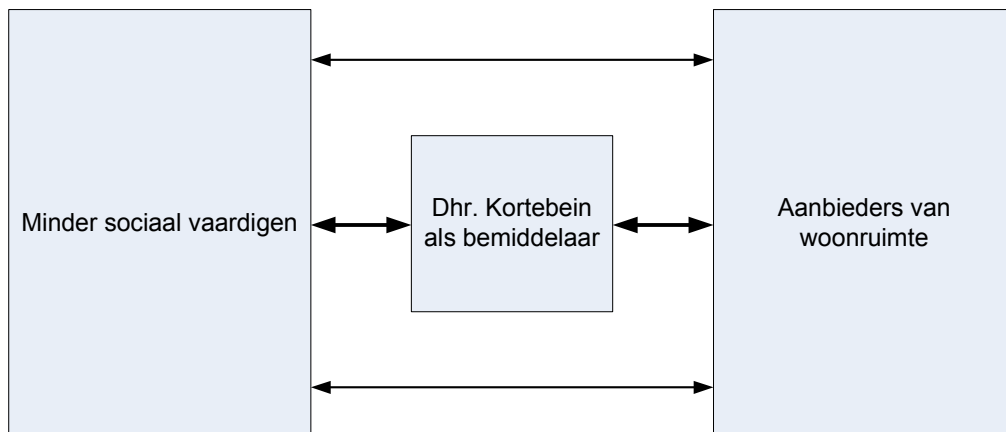 Minder sociaal vaardigen
Dhr. Kortebein
als bemiddelaar
Aanbieders van
woonruimte